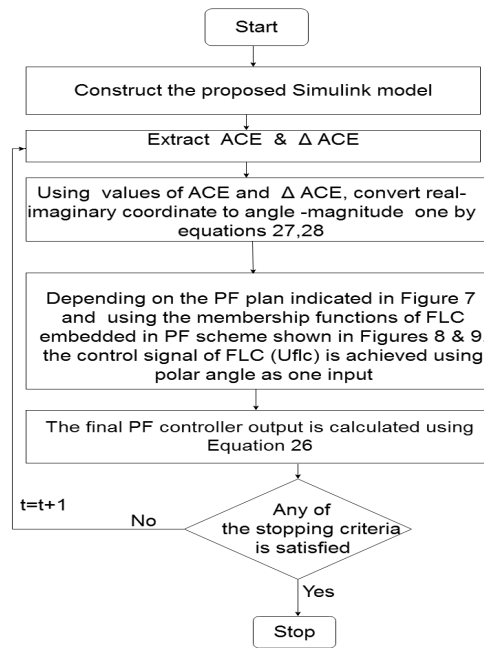 Start
Construct the proposed Simulink model
Extract ACE & Δ ACE
Using values of ACE and Δ ACE, convert real-
imaginary coordinate to angle -magnitude one by
equations 27,28
Depending on the PF plan indicated in Figure 7
and using the membership functions of FLC
embedded in PF scheme shown in Figures 8 & 9.
the control signal of FLC (Uflc) is achieved using
polar angle as one input
The final PF controller output is calculated using
Equation 26
t=t+1
No
Any of
the stopping criteria
is satisfied
Yes
Stop